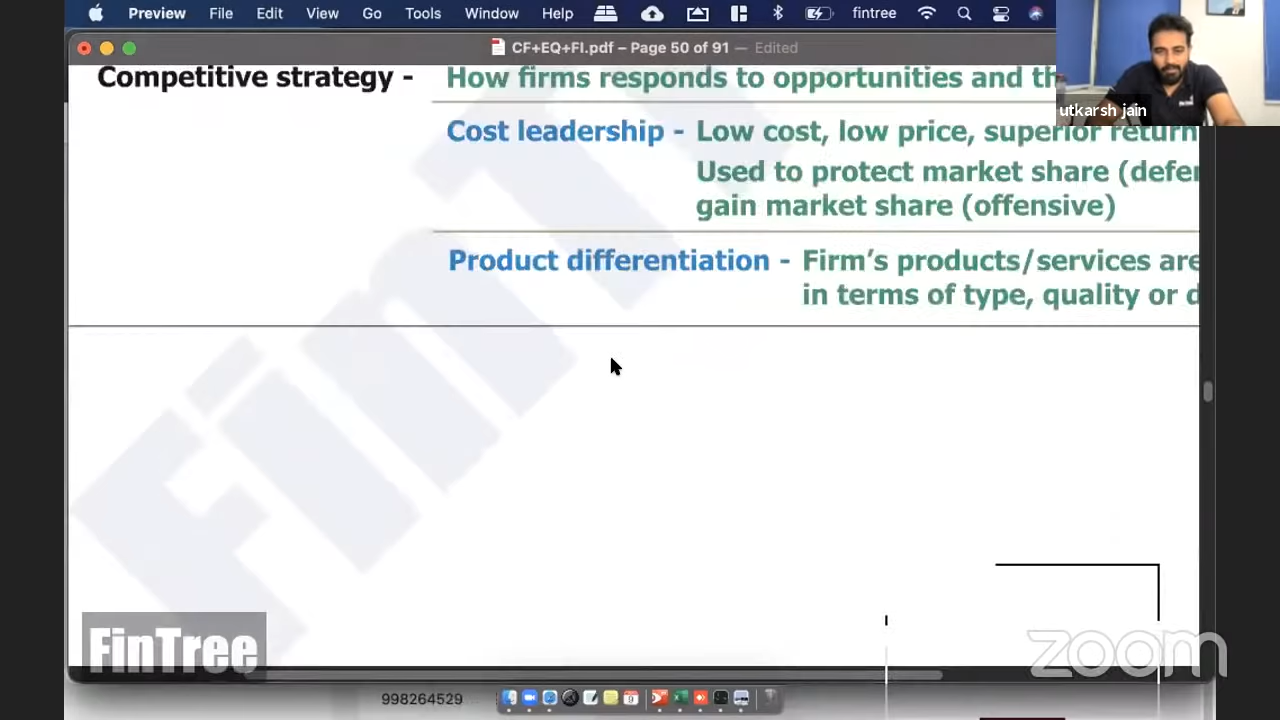 Preview File Edit View Go Tools Window Help fintree
CF+EQ+FI.pdf – Page 50 of 91 — Edited
utkarsh jain
Competitive strategy - How firms responds to opportunities and th
Cost leadership - Low cost, low price, superior return
Used to protect market share (defen
gain market share (offensive)
Product differentiation - Firm's products/services are
in terms of type, quality or d
FinT
FinTree
zoom
998264529